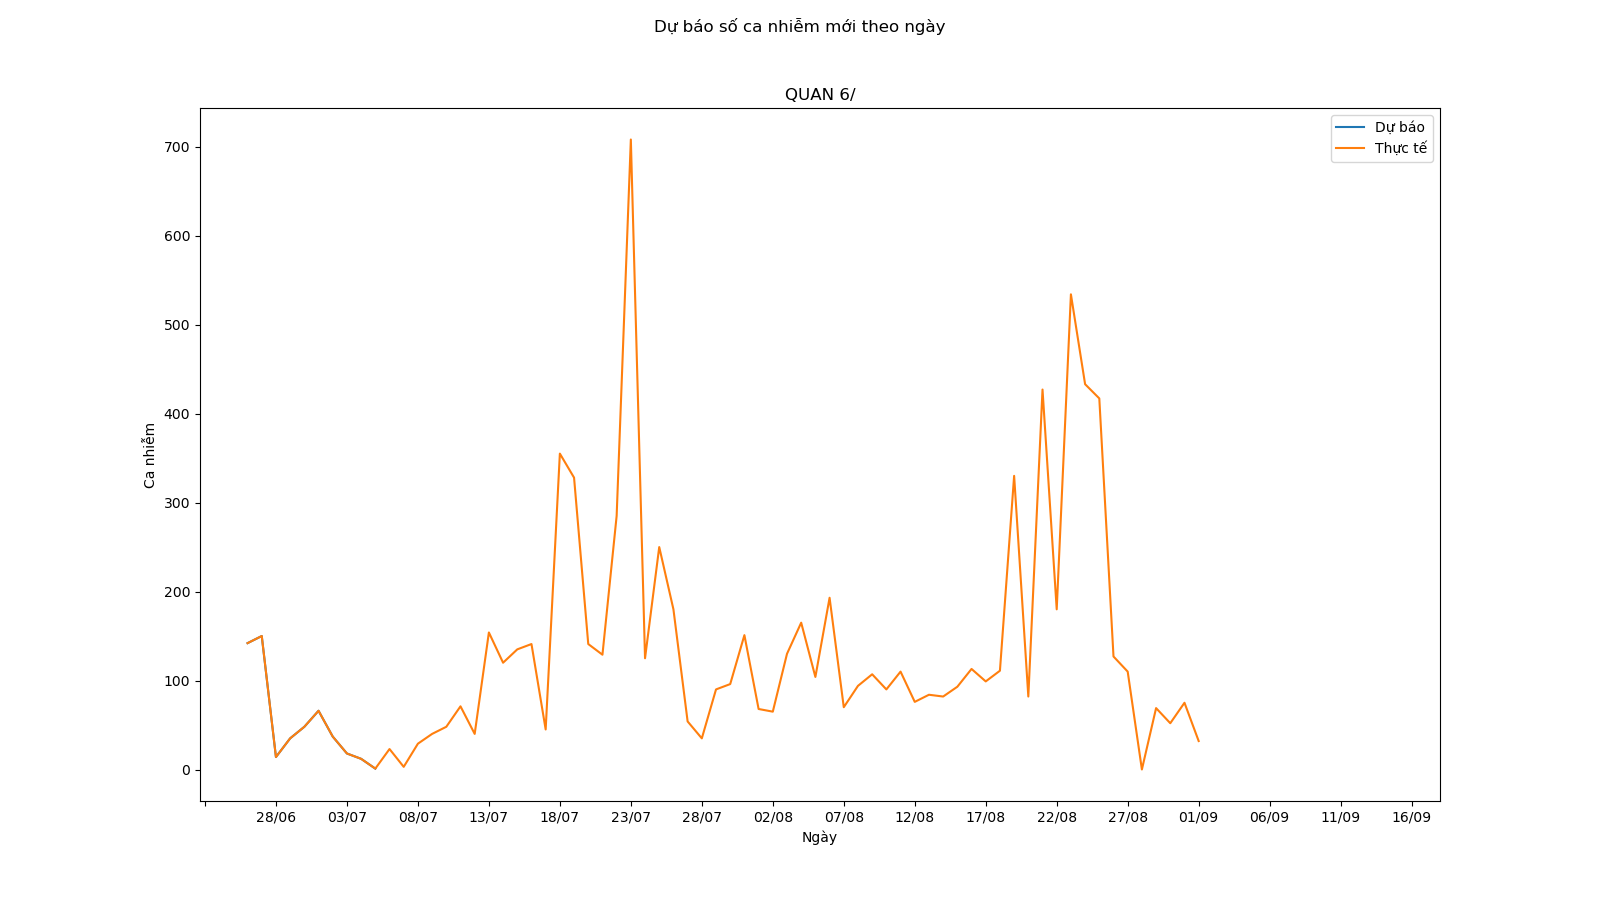 Dự báo số ca nhiễm mới theo ngày
QUAN 6/
Dự báo
Thực tế
700
600
500
400
300
200
100
0
Ca nhiễm
28/06 03/07 08/07 13/07 18/07 23/07 28/07 02/08 07/08 12/08 17/08 22/08 27/08 01/09 06/09 11/09 16/09
Ngày